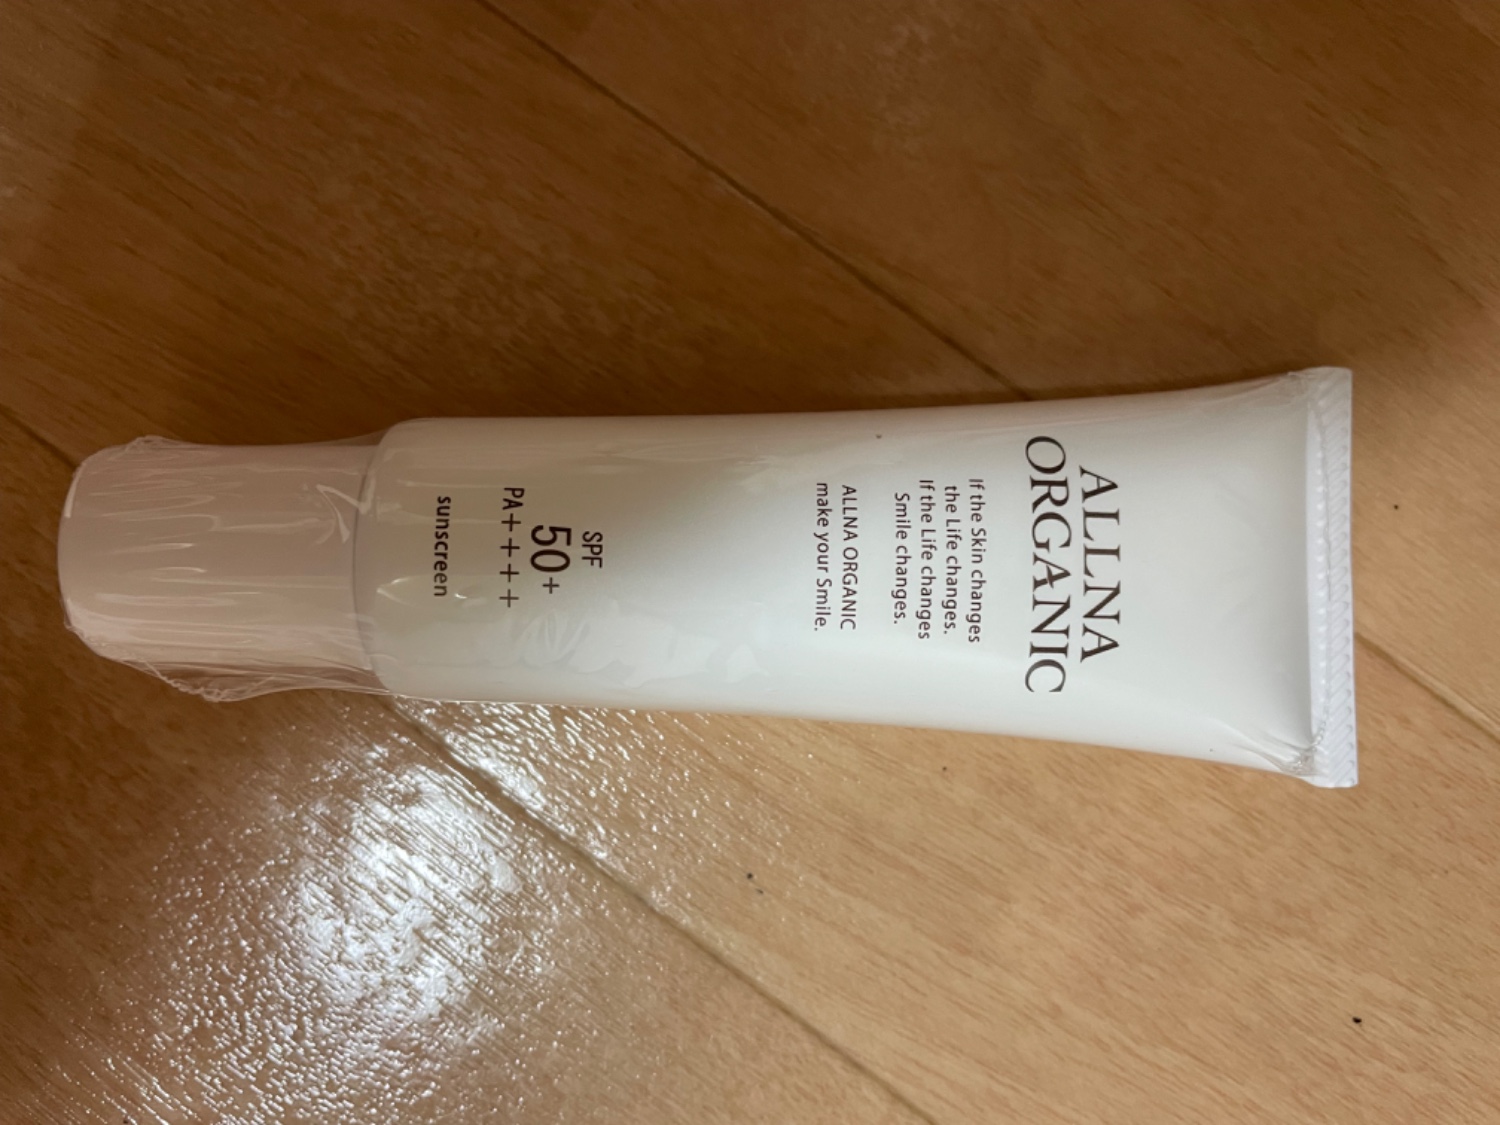 ALLNA
ORGANIC
If the Skin changes
the Life changes.
If the Life changes
Smile changes.
ALLNA ORGANIC
make your Smile.
SPF
50+
PA++++
sunscreen